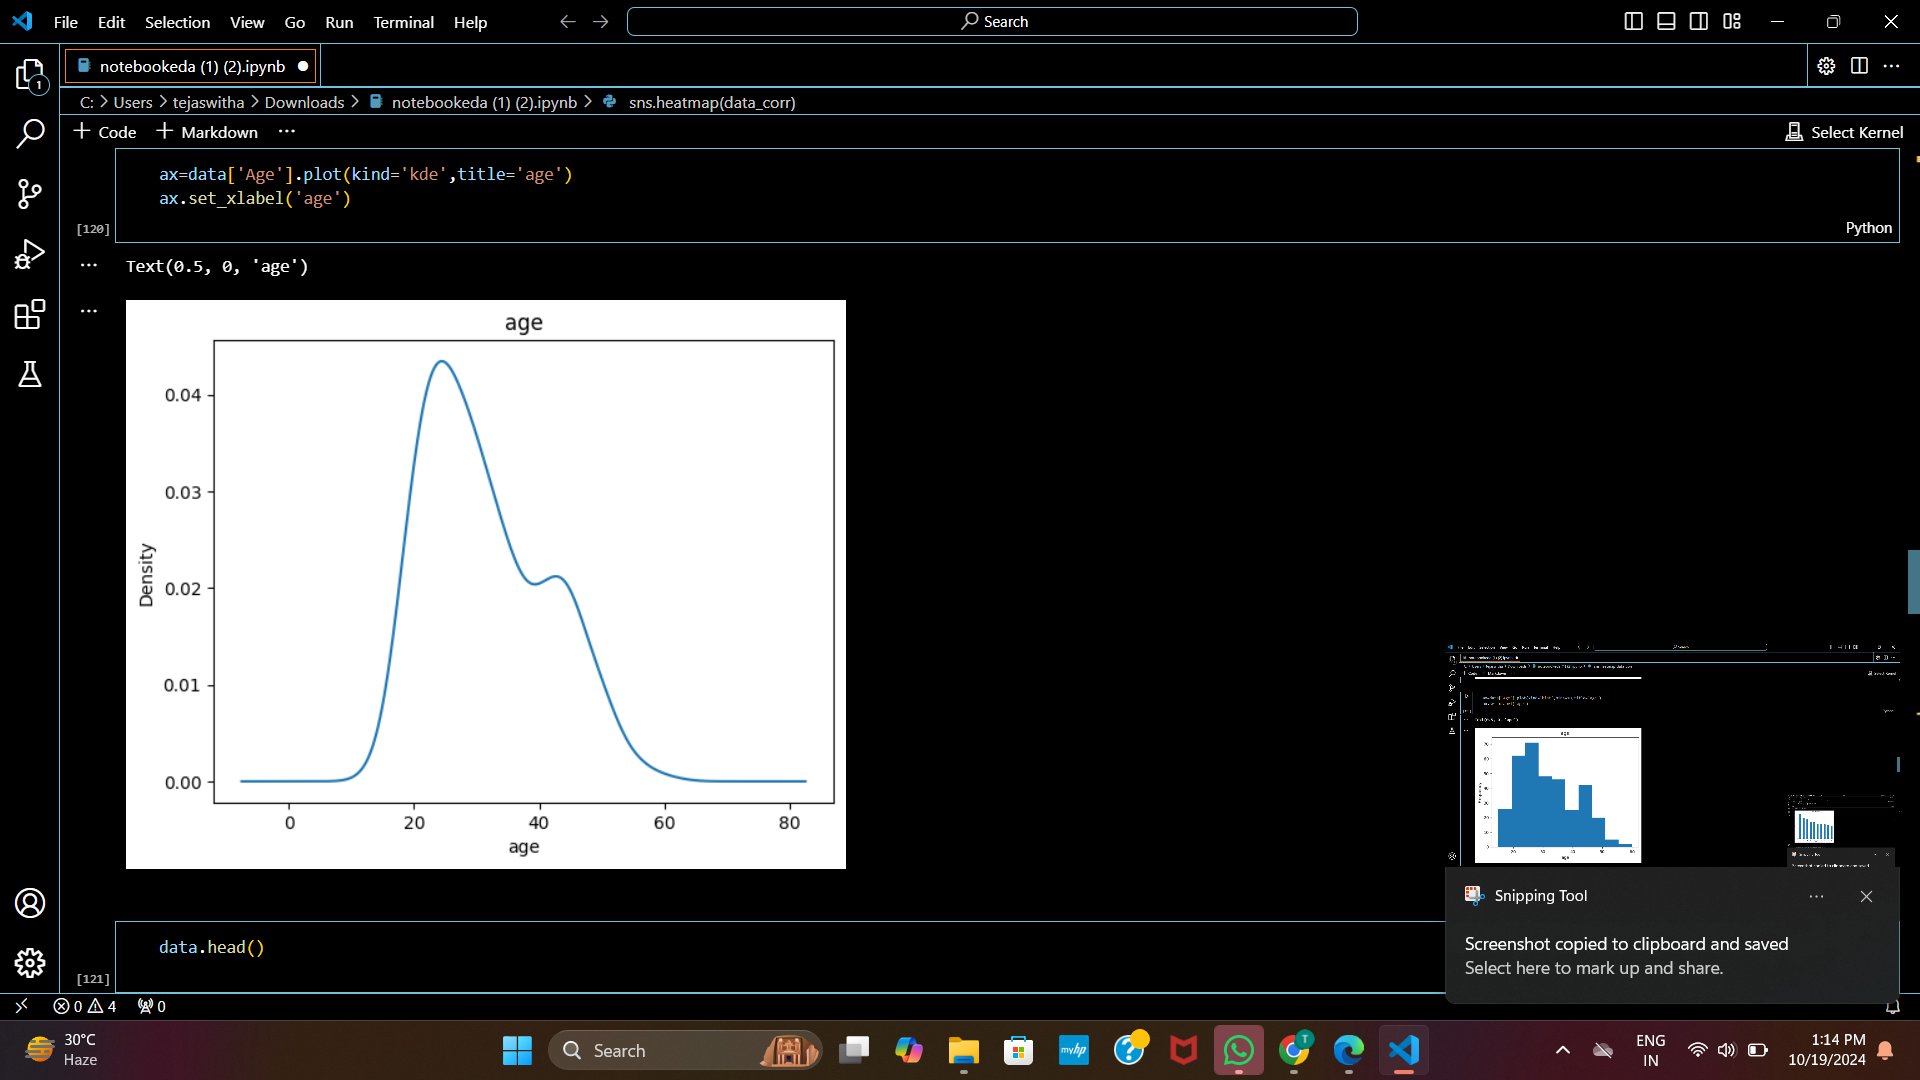 File Edit Selection View Go Run Terminal Help
Search
notebookeda (1) (2).ipynb
C: Users tejaswitha Downloads notebookeda (1) (2).ipynb sns.heatmap(data_corr)
Code Markdown ...
Select Kernel
1
ax=data['Age'].plot(kind='kde',title='age')
ax.set_xlabel('age')
[120]
Python
... Text(0.5, 0, 'age')
...
age
0.04
0.03
0.02
0.01
0.00
Density
0 20 40 60 80
age
data.head()
[121]
Snipping Tool
Screenshot copied to clipboard and saved
Select here to mark up and share.
0 4 0
30°C
Haze
Search
myhp
T
ENG
IN
1:14 PM
10/19/2024